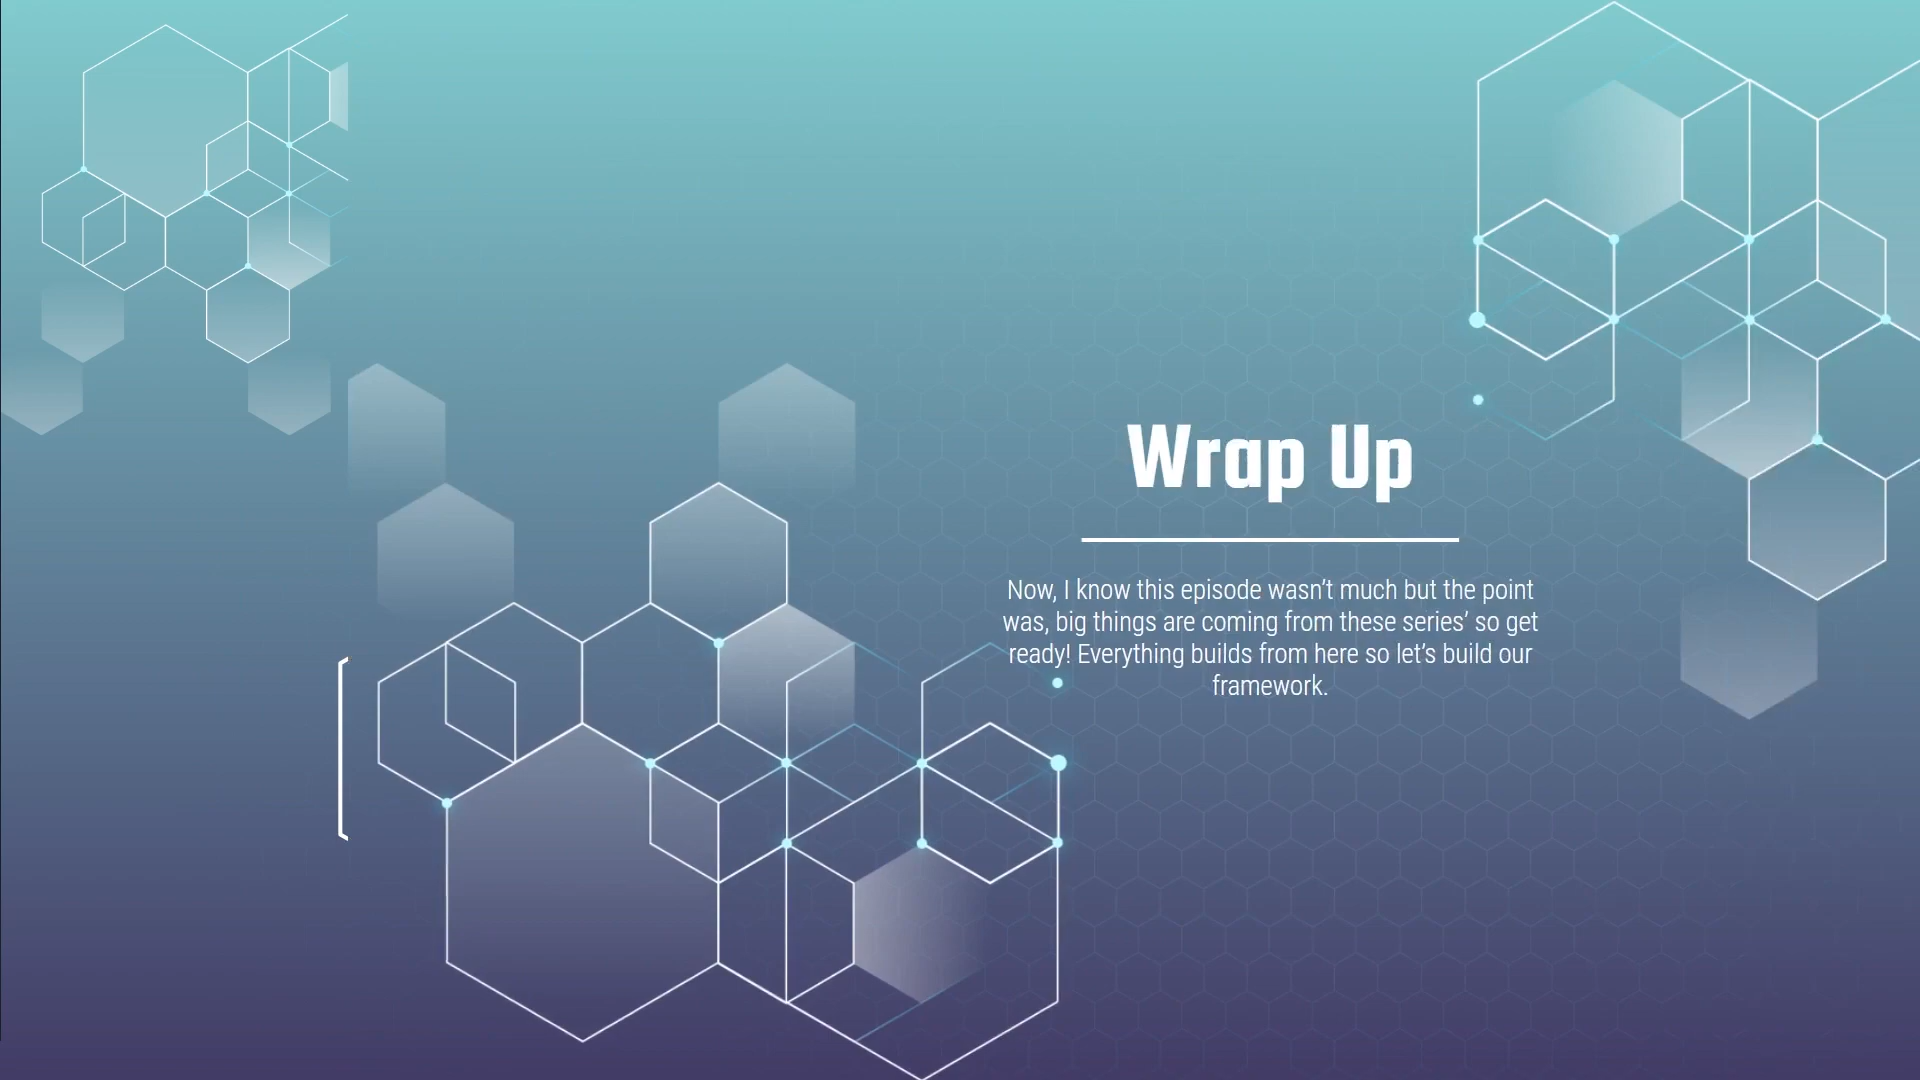 Wrap Up
Now, I know this episode wasn’t much but the point
was, big things are coming from these series’ so get
ready! Everything builds from here so let’s build our
framework.